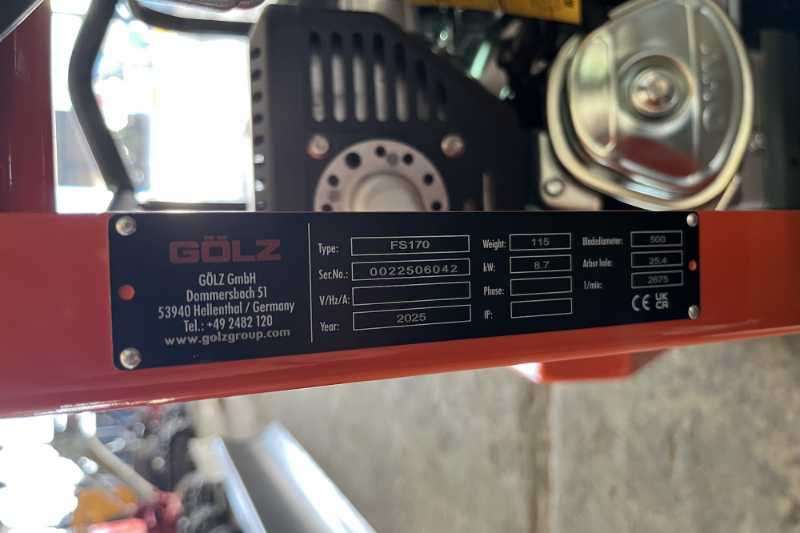 GÖLZ
GÖLZ GmbH
Dommersbach 51
53940 Hellenthal / Germany
Tel.: +49 2482 120
www.golzgroup.com
Type: FS170
Ser.No.: 0022506042
V/Hz/A:
Year: 2025
Weight: 115
kW: 8.7
Phase:
IP:
Bladediameter: 500
Arbor hole: 25,4
1/min: 2675
CE UK CA